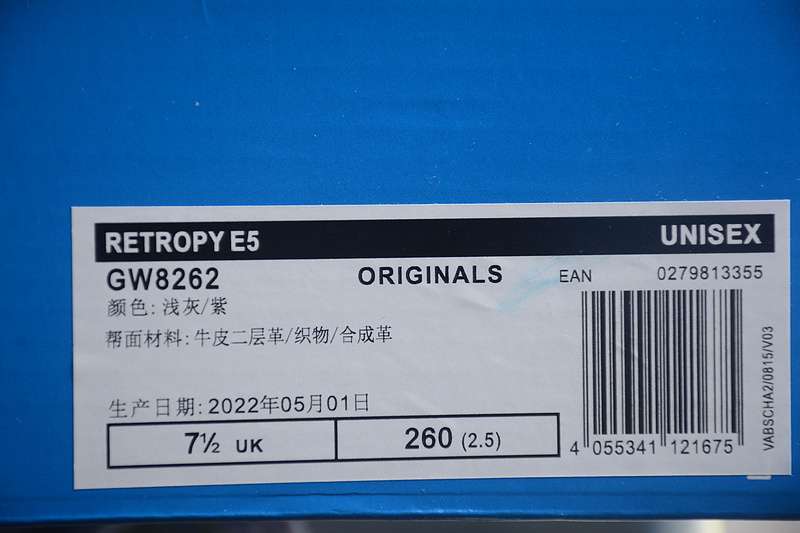 RETROPY E5 UNISEX
GW8262 ORIGINALS EAN 0279813355
颜色: 浅灰/紫
帮面材料: 牛皮二层革/织物/合成革
生产日期: 2022年05月01日
7½ UK 260 (2.5)
4 055341 121675
VABSCHA2/0815/V03